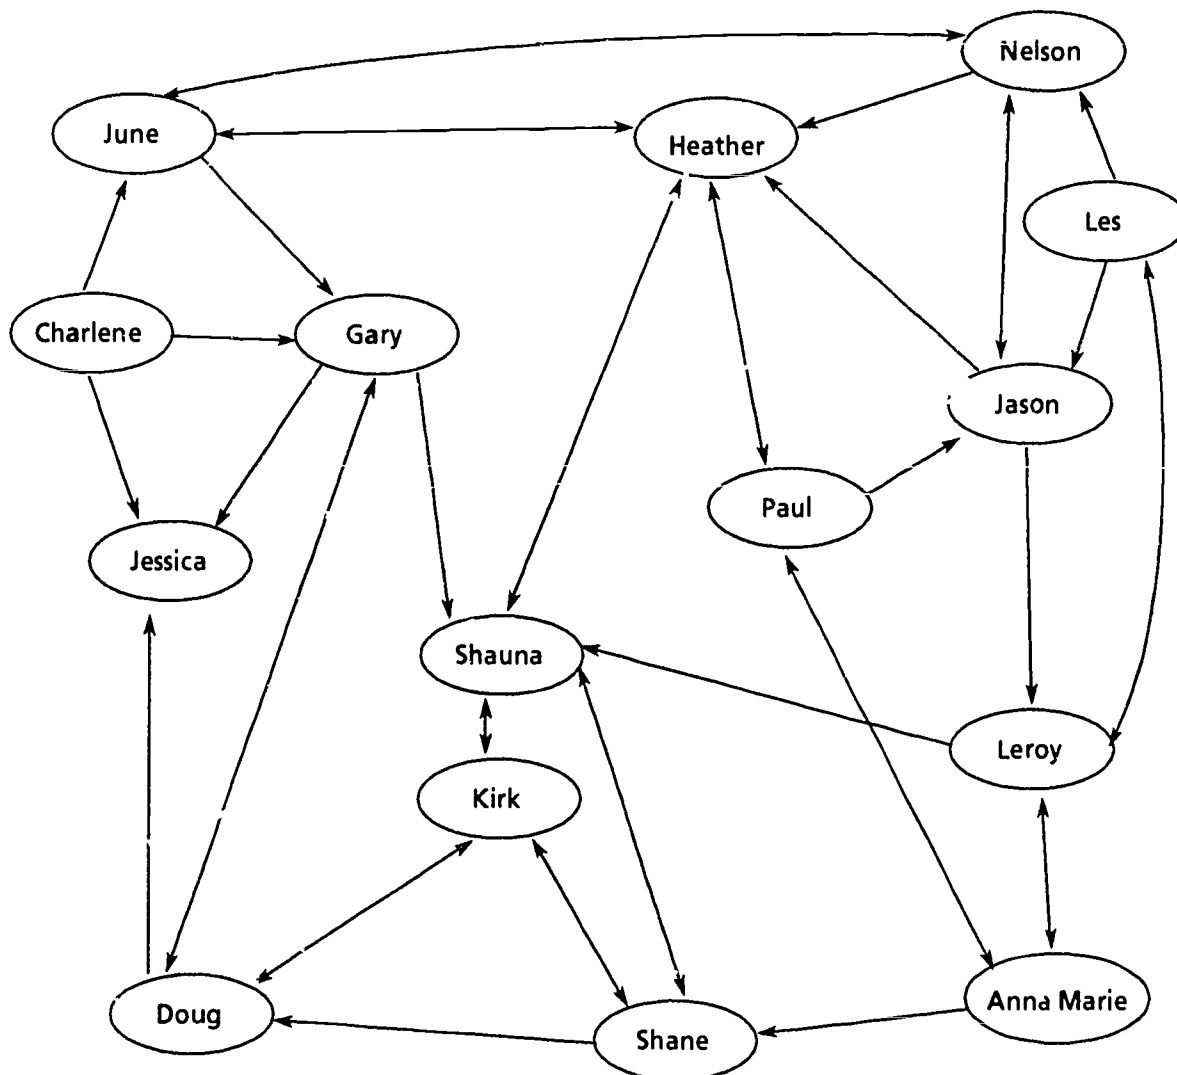 Nelson
June
Heather
Les
Charlene
Gary
Jason
Paul
Jessica
Shauna
Leroy
Kirk
Anna Marie
Doug
Shane